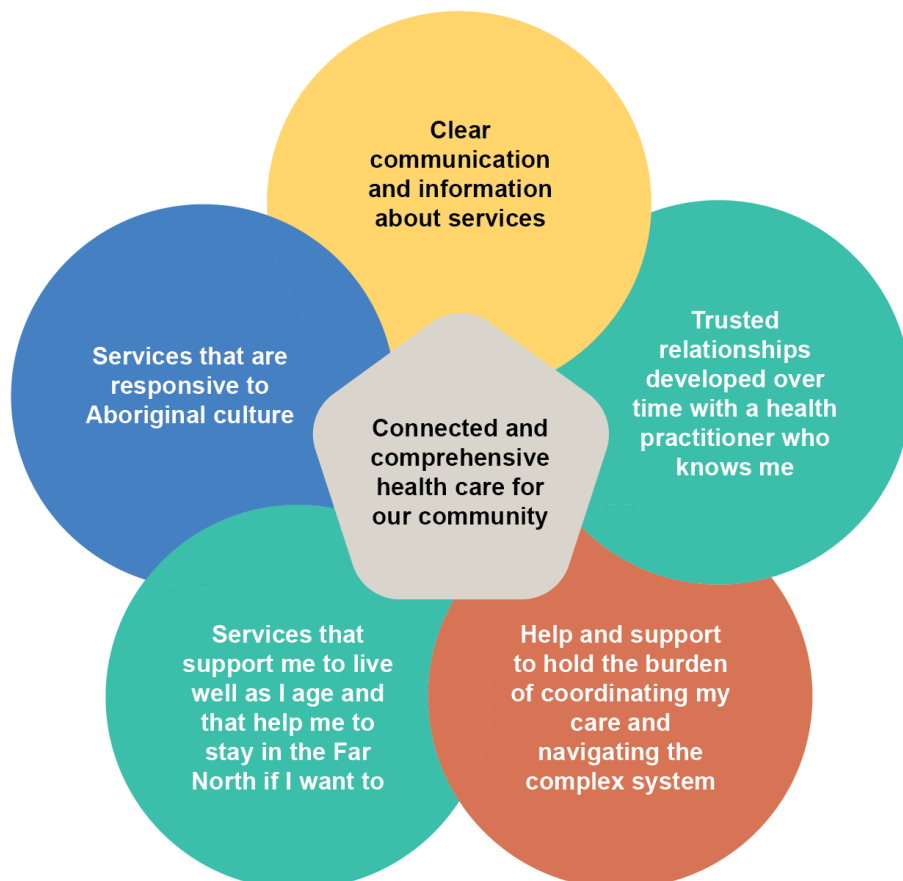 Clear
communication
and information
about services
Trusted
relationships
developed over
time with a health
practitioner who
knows me
Help and support
to hold the burden
of coordinating my
care and
navigating the
complex system
Services that
support me to live
well as I age and
that help me to
stay in the Far
North if I want to
Services that are
responsive to
Aboriginal culture
Connected and
comprehensive
health care for
our community